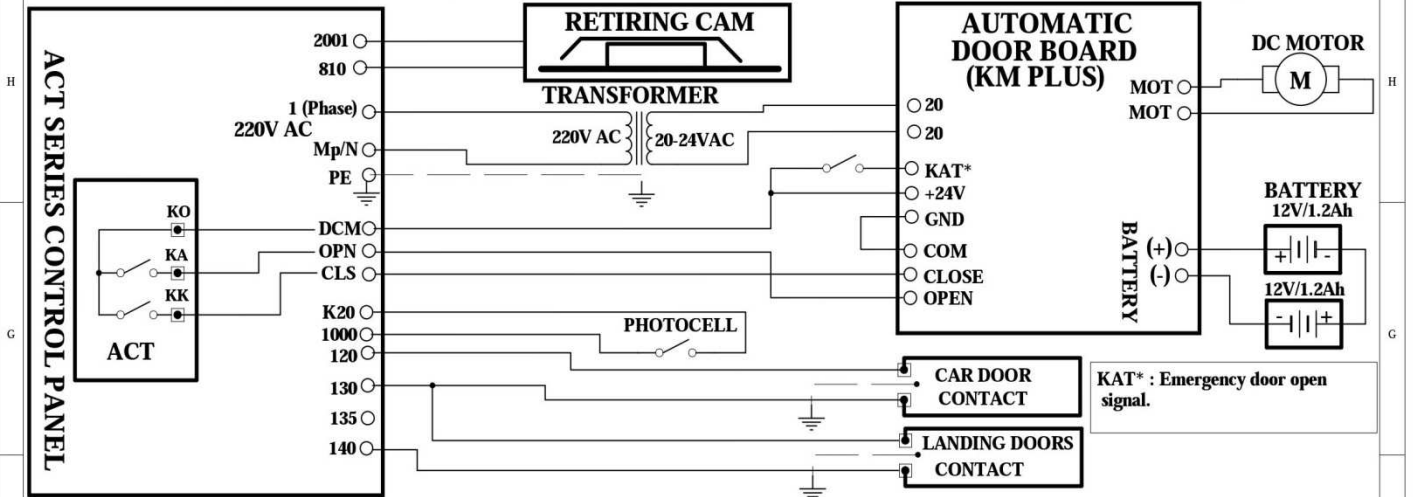 ACT SERIES CONTROL PANEL
2001
810
1 (Phase)
220V AC
Mp/N
PE
DCM
OPN
CLS
K20
1000
120
130
135
140
KO
KA
KK
ACT
RETIRING CAM
TRANSFORMER
220V AC
20-24VAC
PHOTOCELL
AUTOMATIC
DOOR BOARD
(KM PLUS)
MOT
MOT
20
20
KAT*
+24V
GND
COM
CLOSE
OPEN
BATTERY
(+)
(-)
DC MOTOR
M
BATTERY
12V/1.2Ah
+ -
12V/1.2Ah
- +
CAR DOOR
CONTACT
LANDING DOORS
CONTACT
KAT* : Emergency door open
signal.
H
G
H
G